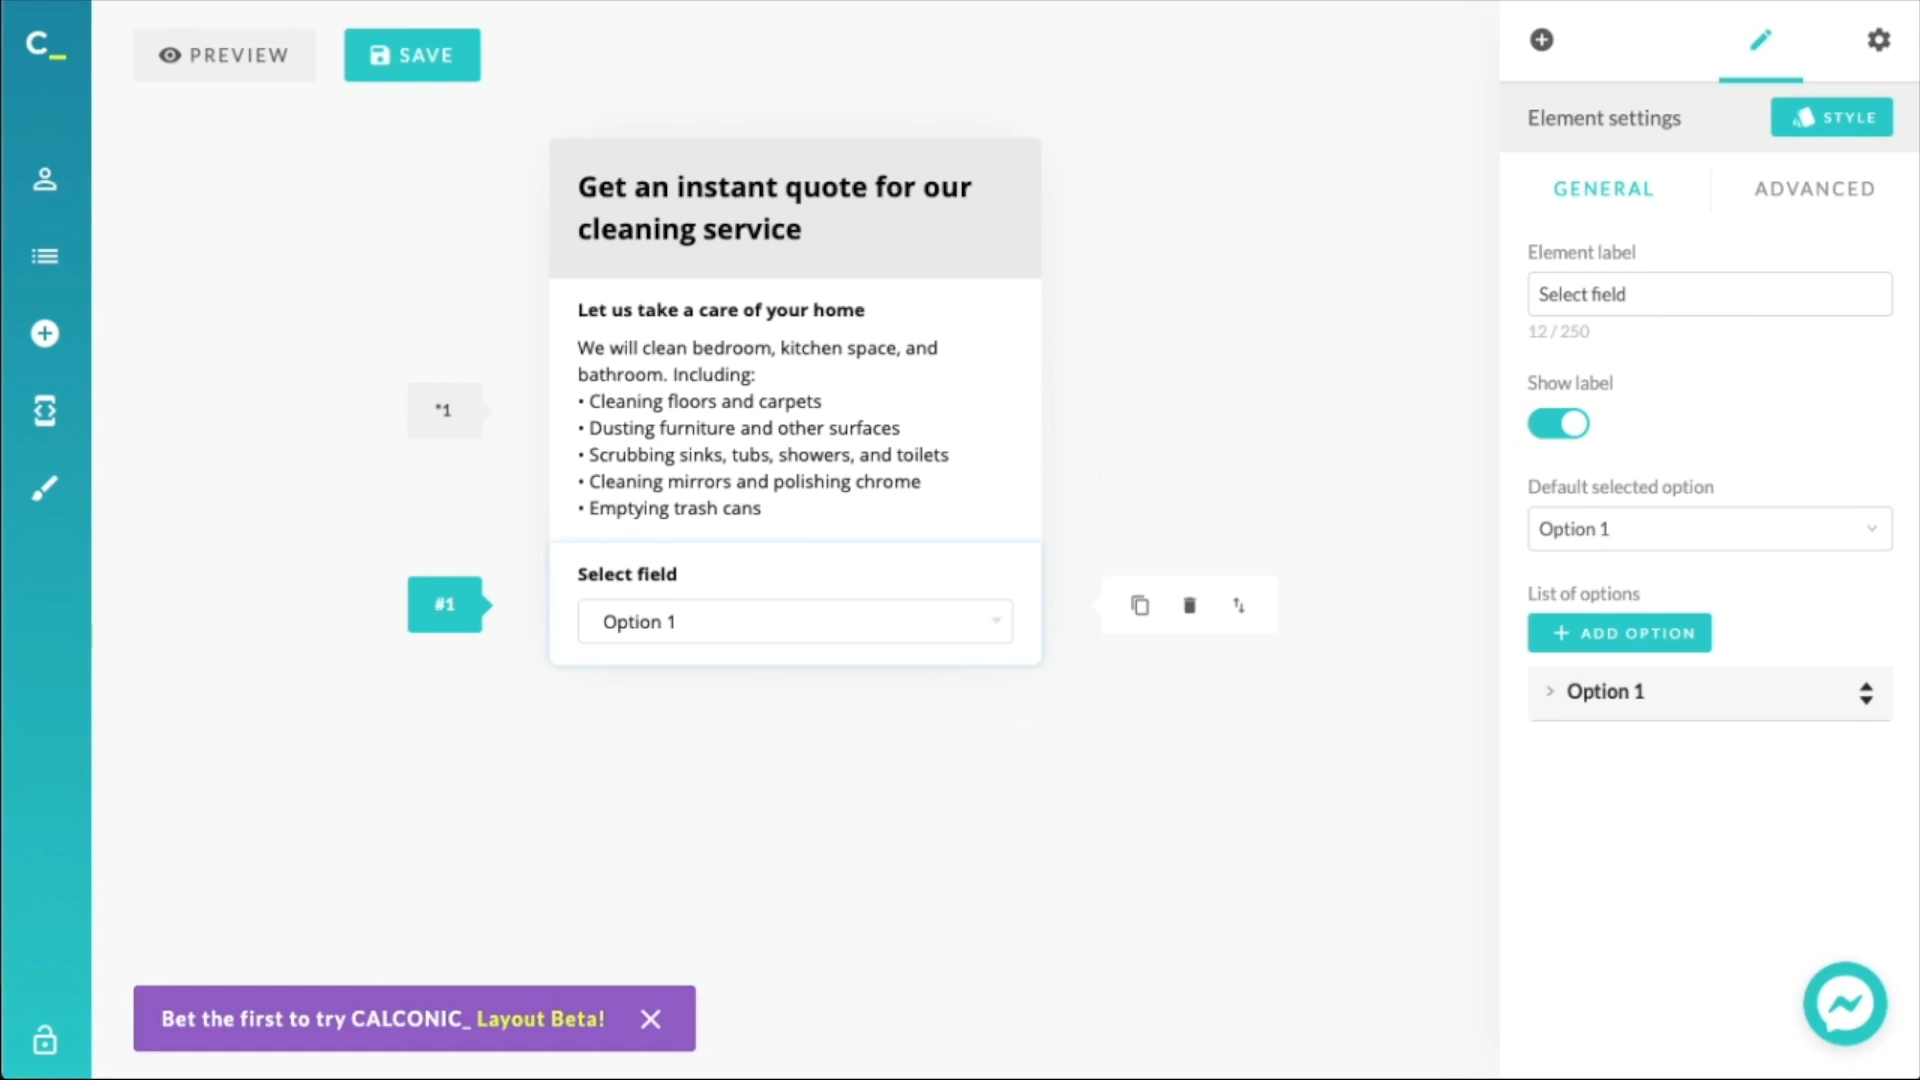 C_
PREVIEW
SAVE
Get an instant quote for our
cleaning service
Let us take a care of your home
We will clean bedroom, kitchen space, and
bathroom. Including:
• Cleaning floors and carpets
• Dusting furniture and other surfaces
• Scrubbing sinks, tubs, showers, and toilets
• Cleaning mirrors and polishing chrome
• Emptying trash cans
*1
#1
Select field
Option 1
Bet the first to try CALCONIC_ Layout Beta!
Element settings
STYLE
GENERAL
ADVANCED
Element label
Select field
12 / 250
Show label
Default selected option
Option 1
List of options
+ ADD OPTION
Option 1